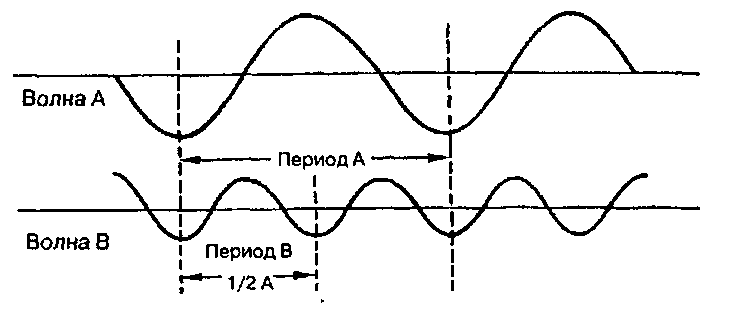 Волна А
Период А
Волна В
Период В
1/2 А